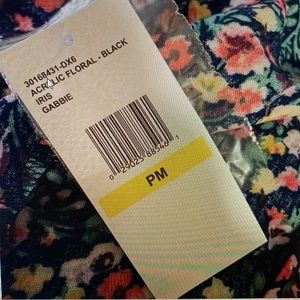 30168431-DX6
ACRYLIC FLORAL - BLACK
IRIS
GABBIE
PM